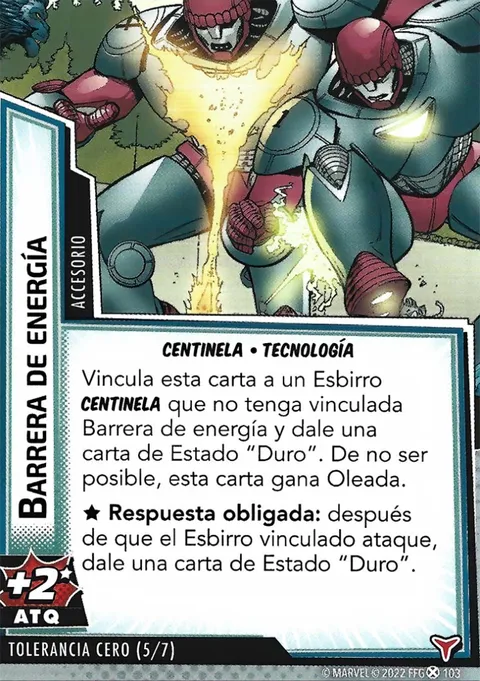 BARRERA DE ENERGÍA
ACCESORIO
CENTINELA • TECNOLOGÍA
Vincula esta carta a un Esbirro
CENTINELA que no tenga vinculada
Barrera de energía y dale una
carta de Estado “Duro”. De no ser
posible, esta carta gana Oleada.
★ Respuesta obligada: después
de que el Esbirro vinculado ataque,
dale una carta de Estado “Duro”.
+2★
ATQ
TOLERANCIA CERO (5/7)
© MARVEL © 2022 FFG 103